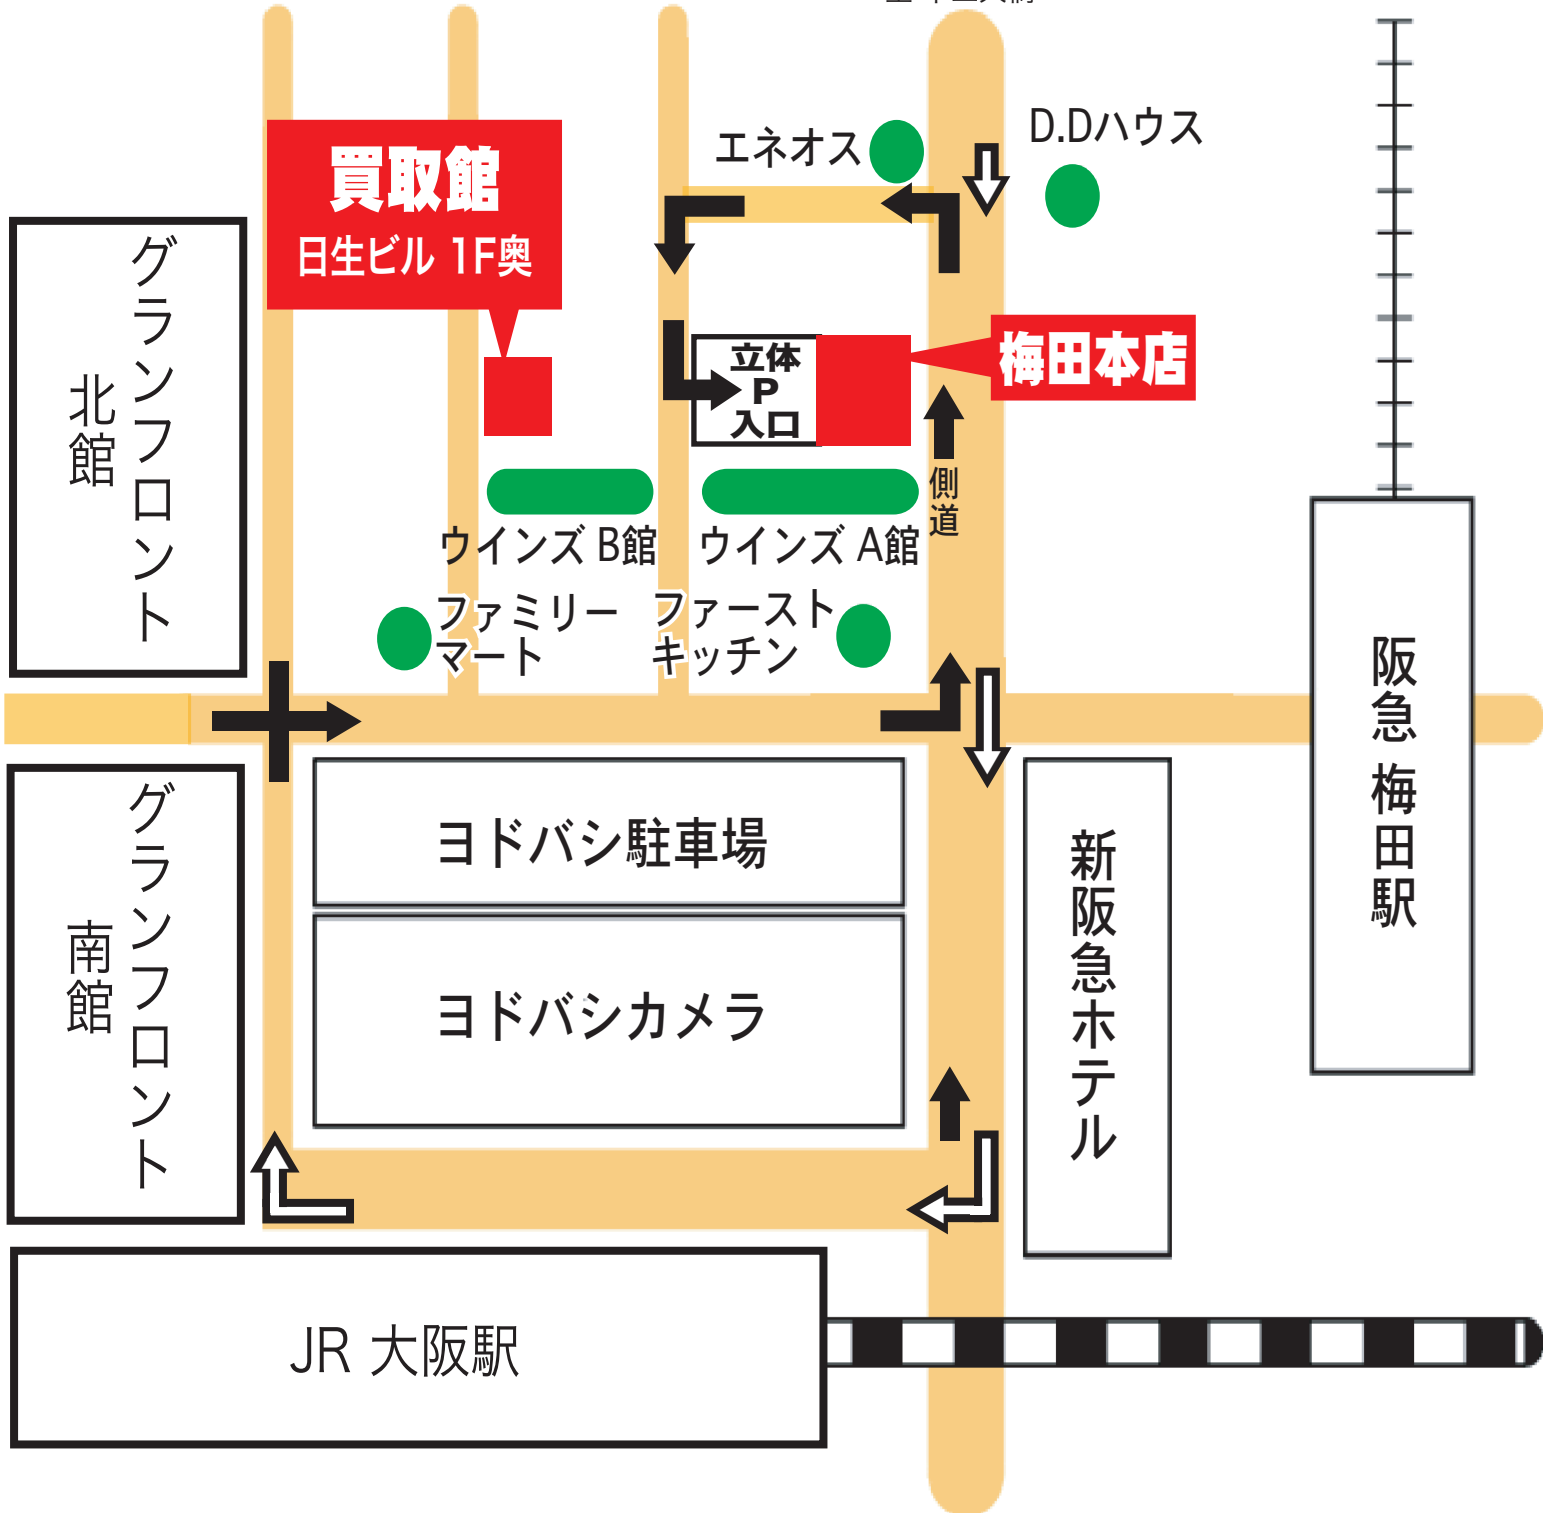 エネオス
D.Dハウス
買取館
日生ビル 1F奥
グランフロント
北館
立体
P
入口
梅田本店
側道
ウインズ B館
ウインズ A館
ファミリー
マート
ファースト
キッチン
阪急 梅田駅
グランフロント
南館
ヨドバシ駐車場
ヨドバシカメラ
新阪急ホテル
JR 大阪駅